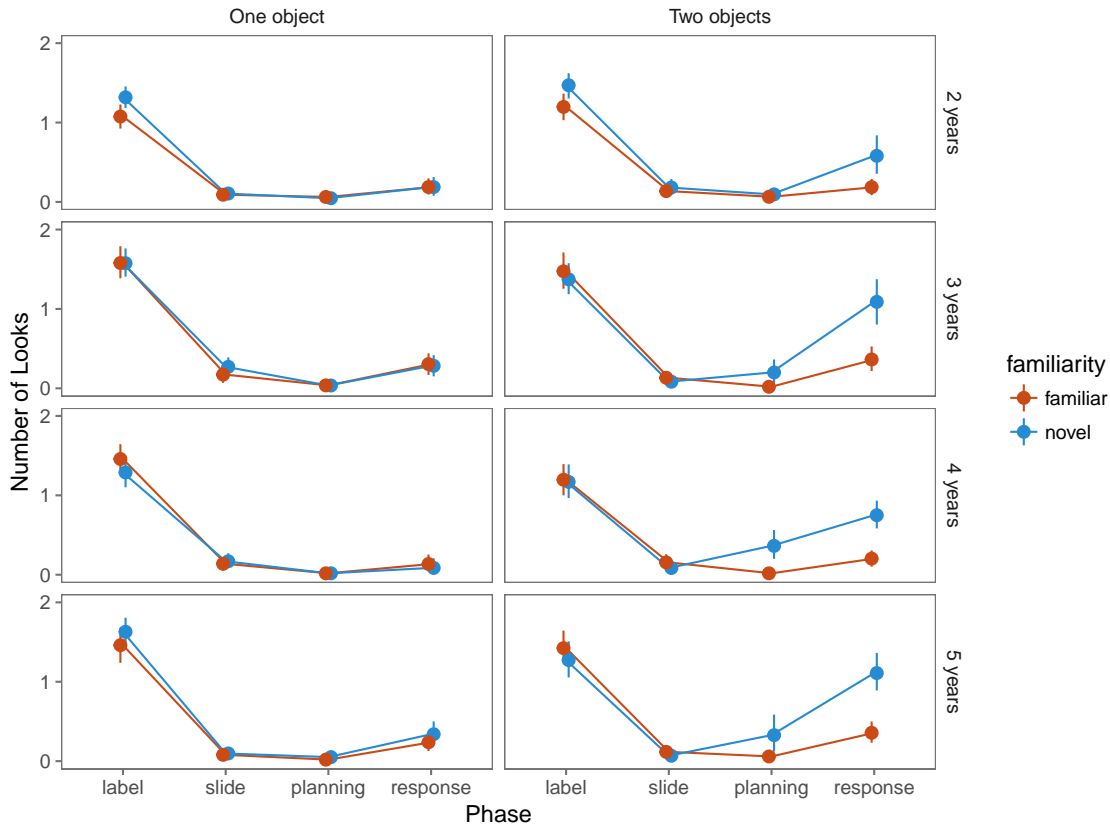 One object
Two objects
2
1
0
2 years
2
1
0
3 years
2
1
0
4 years
2
1
0
5 years
Number of Looks
label
slide
planning
response
label
slide
planning
response
Phase
familiarity
familiar
novel